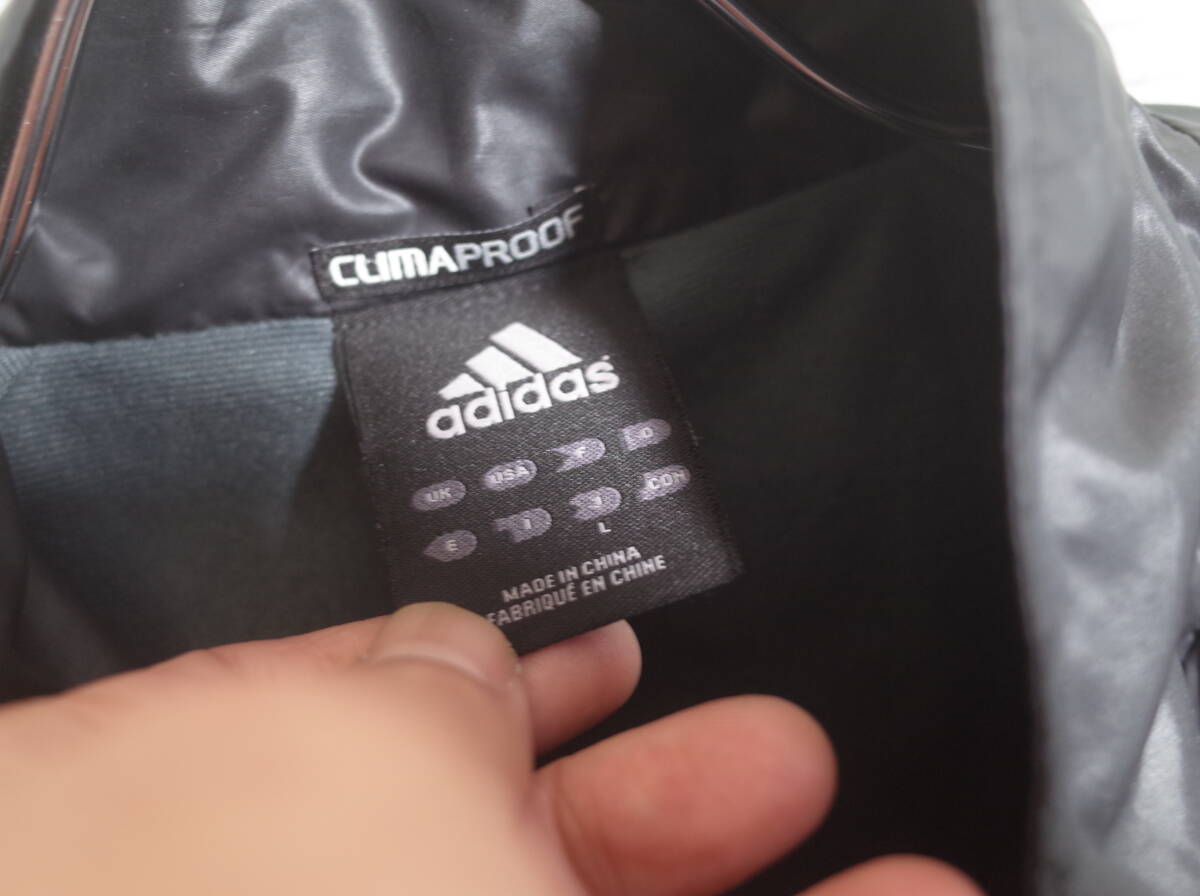 CLIMAPROOF
adidas
UK USA F D
E I J CDN
L
MADE IN CHINA
FABRIQUÉ EN CHINE